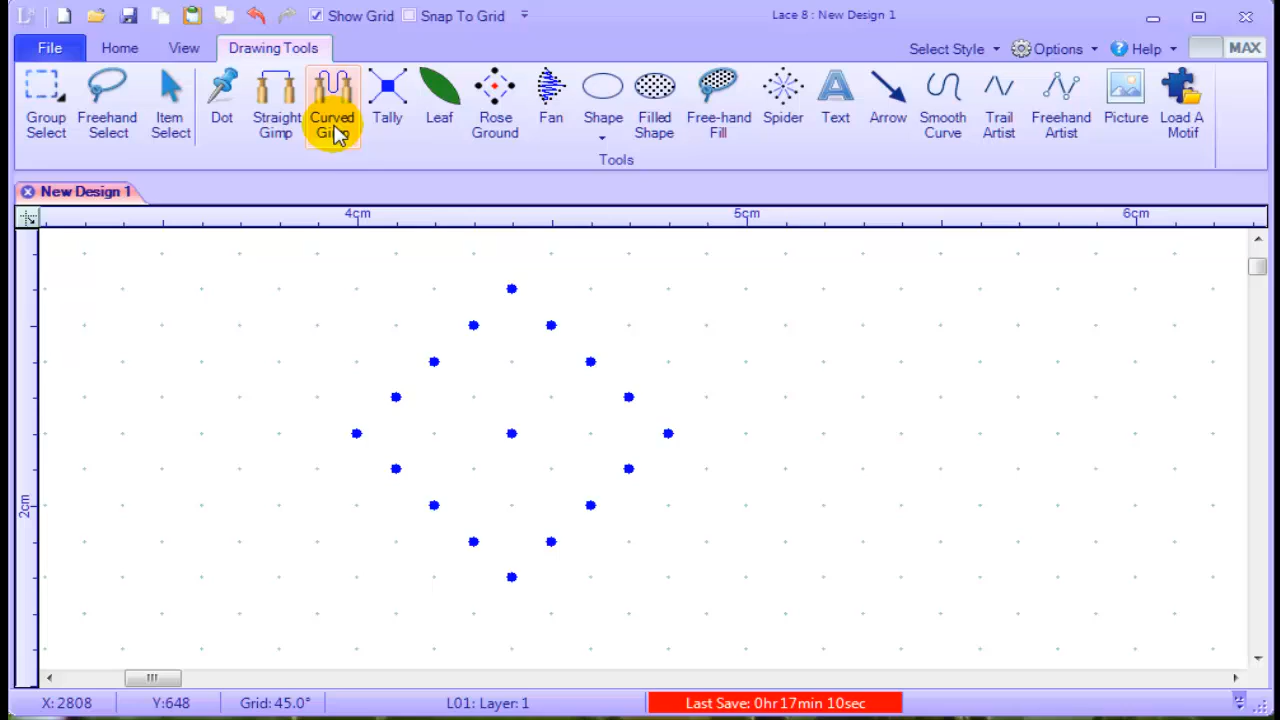 Show Grid Snap To Grid Lace 8 : New Design 1
File Home View Drawing Tools Select Style Options Help MAX
Group Select Freehand Select Item Select Dot Straight Gimp Curved Gimp Tally Leaf Rose Ground Fan Shape Filled Shape Free-hand Fill Spider Text Arrow Smooth Curve Trail Artist Freehand Artist Picture Load A Motif
Tools
New Design 1
4cm 5cm 6cm
2cm
X: 2808 Y:648 Grid: 45.0° L01: Layer: 1 Last Save: 0hr 17min 10sec